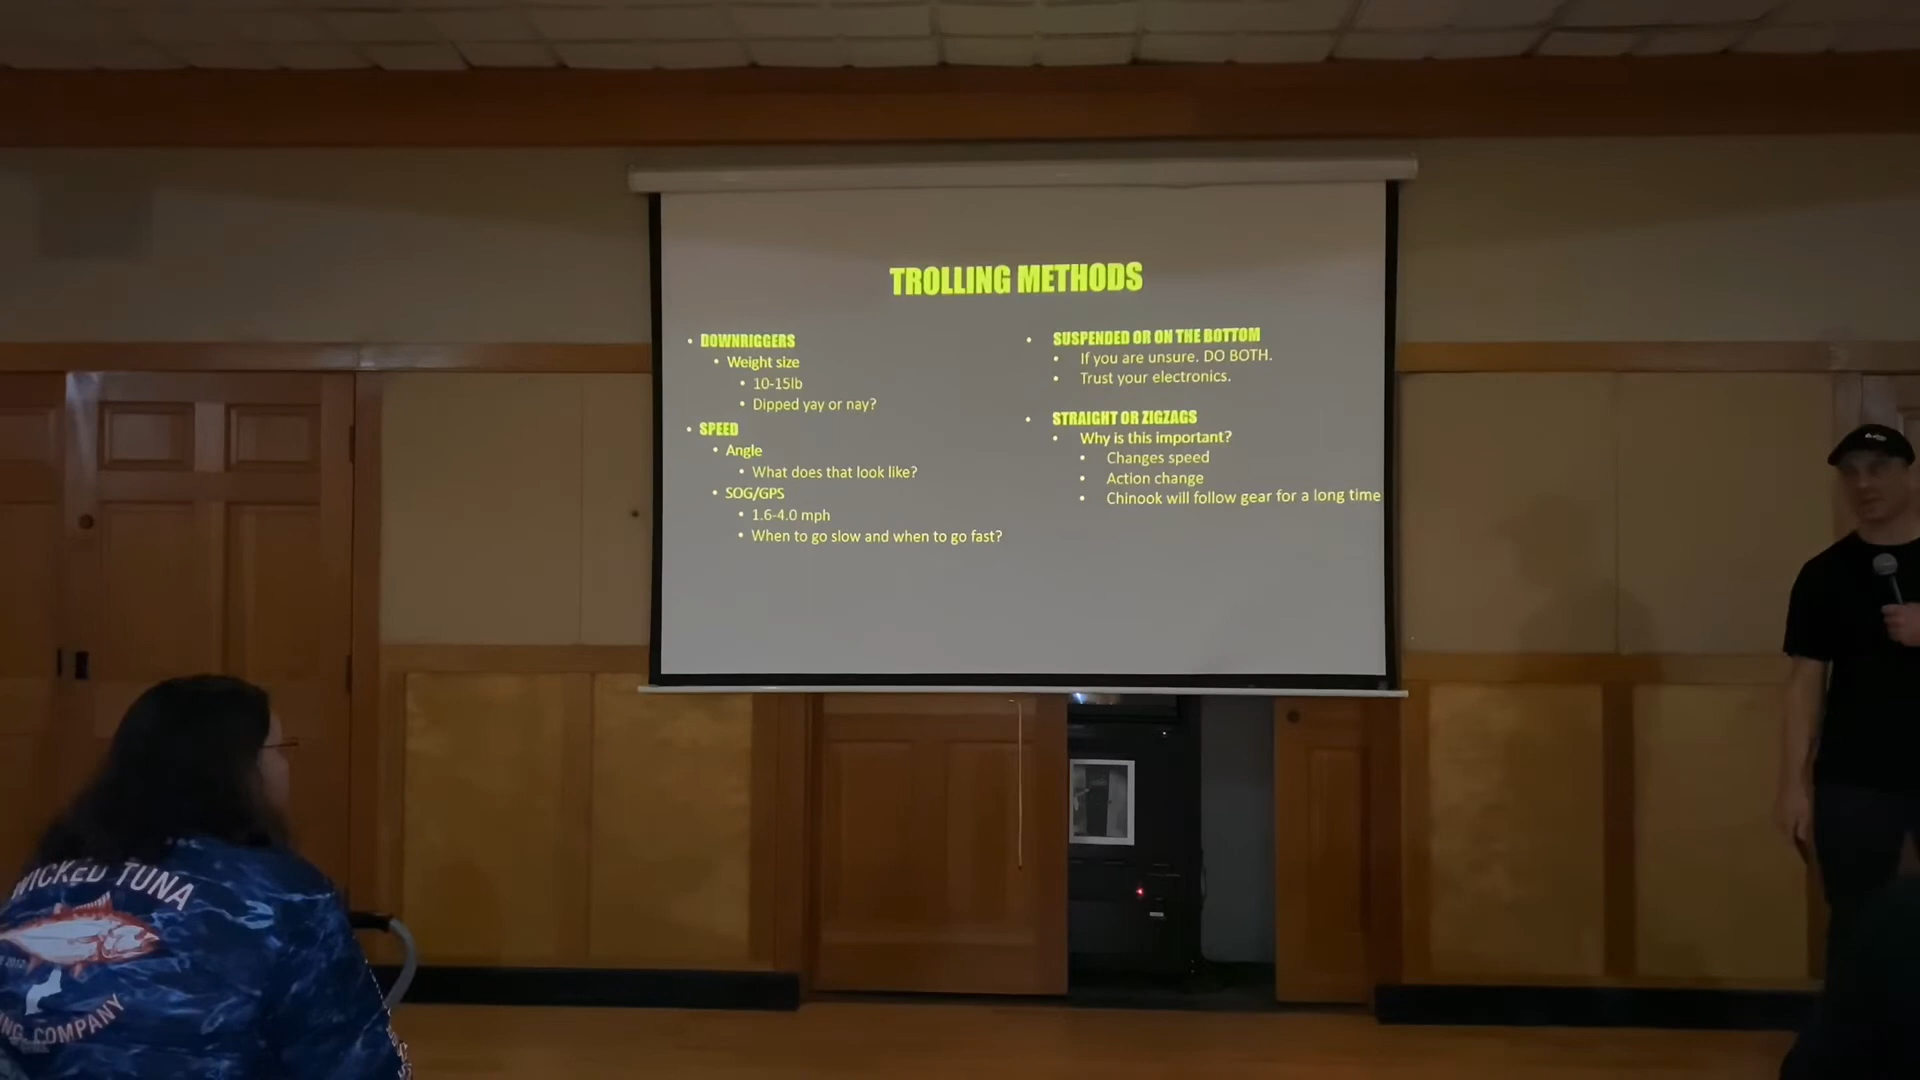 TROLLING METHODS
• DOWNRIGGERS
• Weight size
• 10-15lb
• Dipped yay or nay?
• SPEED
• Angle
• What does that look like?
• SOG/GPS
• 1.6-4.0 mph
• When to go slow and when to go fast?
• SUSPENDED OR ON THE BOTTOM
• If you are unsure. DO BOTH.
• Trust your electronics.
• STRAIGHT OR ZIGZAGS
• Why is this important?
• Changes speed
• Action change
• Chinook will follow gear for a long time
WICKED TUNA
COMPANY